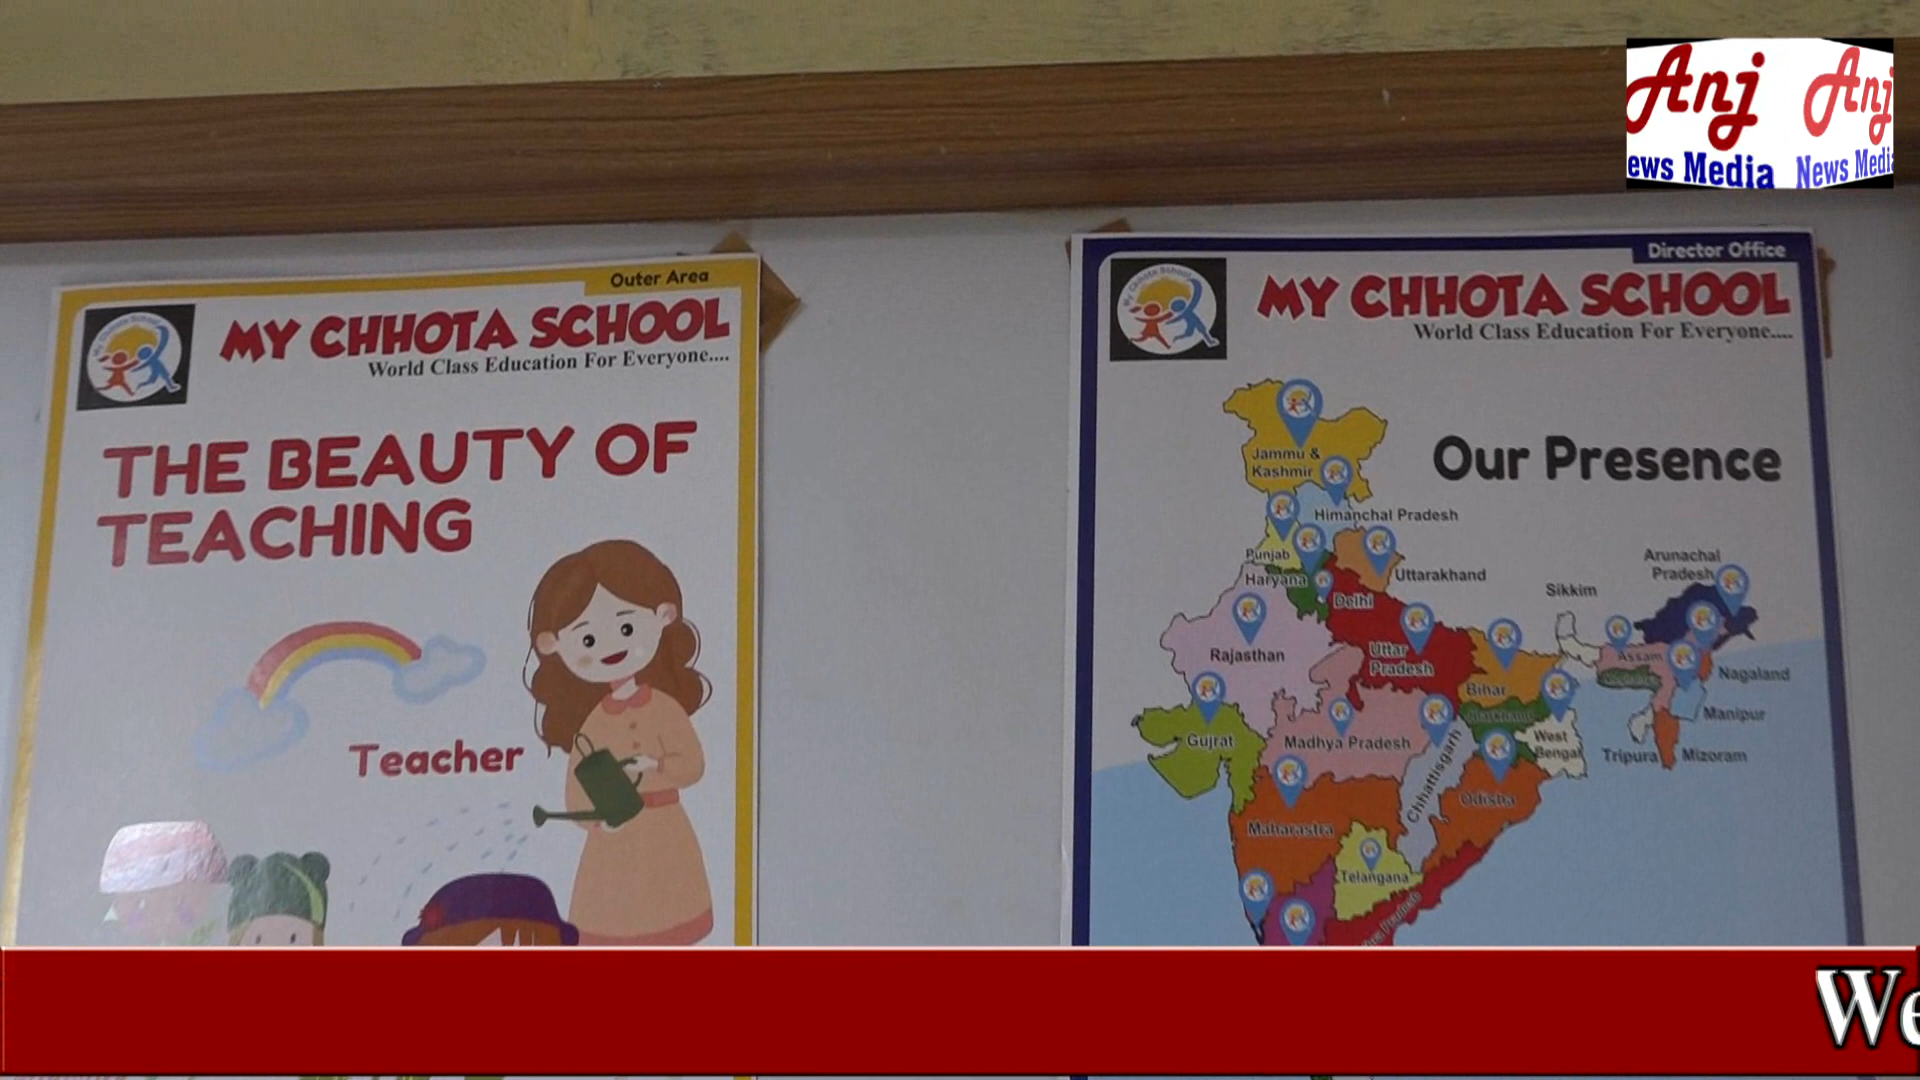 Anj Anj
ews Media News Medi
Outer Area
MY CHHOTA SCHOOL
World Class Education For Everyone....
THE BEAUTY OF
TEACHING
Teacher
Director Office
MY CHHOTA SCHOOL
World Class Education For Everyone....
Our Presence
Jammu &
Kashmir
Himanchal Pradesh
Punjab
Haryana
Uttarakhand
Delhi
Arunachal
Pradesh
Sikkim
Rajasthan
Uttar
Pradesh
Assam
Nagaland
Bihar
Jharkhand
Manipur
Gujrat
Madhya Pradesh
West
Bengal
Tripura
Mizoram
Chhattisgarh
Odisha
Maharastra
Telangana
We